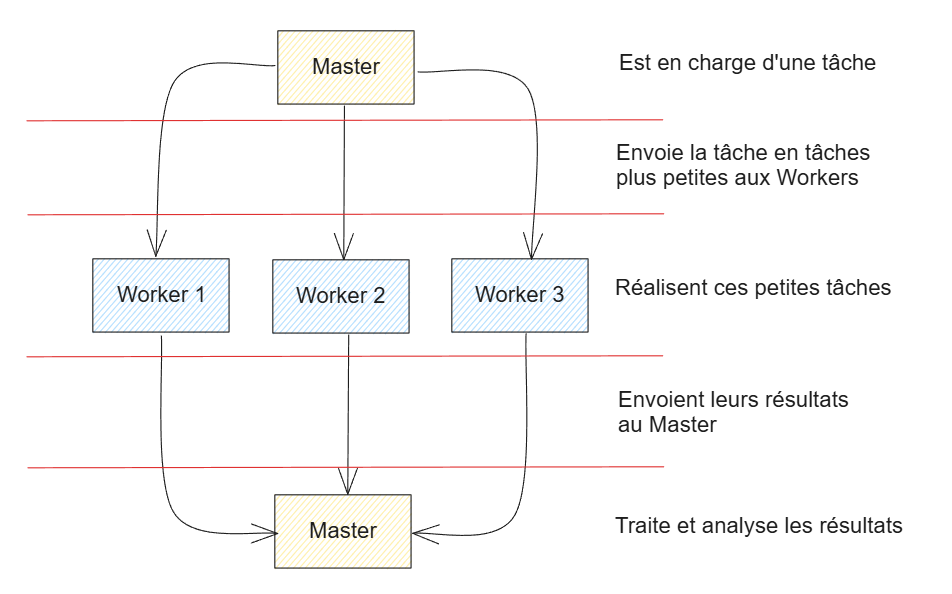 Master
Est en charge d'une tâche
Envoie la tâche en tâches
plus petites aux Workers
Worker 1
Worker 2
Worker 3
Réalisent ces petites tâches
Envoient leurs résultats
au Master
Master
Traite et analyse les résultats